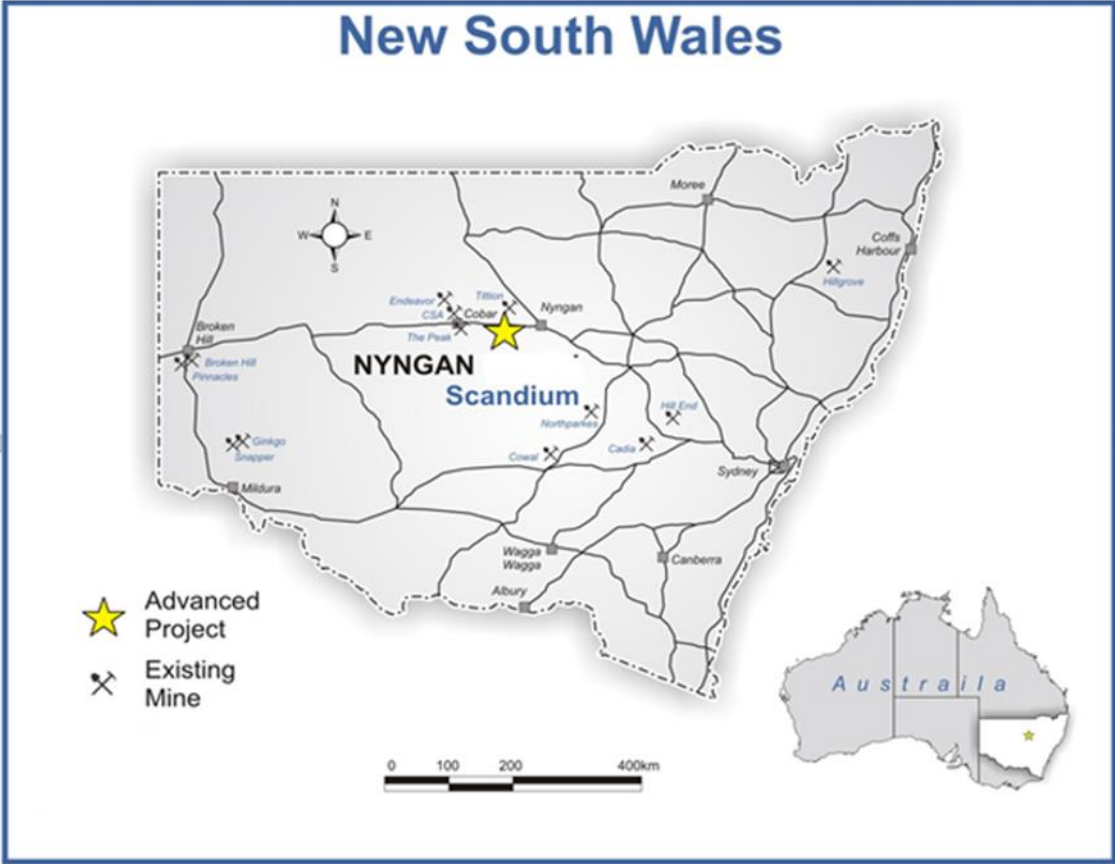 New South Wales
Moree
Coffs
Harbour
N
W
E
S
Hillgrove
Endeavor
Tittion
CSA
Cobar
Nyngan
The Peak
Broken
Hill
NYNGAN
Broken Hill
Pinnacles
Scandium
Hill End
Northparkes
Ginkgo
Snapper
Cadia
Cowal
Sydney
Mildura
Wagga
Wagga
Canberra
Albury
Advanced
Project
Existing
Mine
Austraila
0 100 200 400km